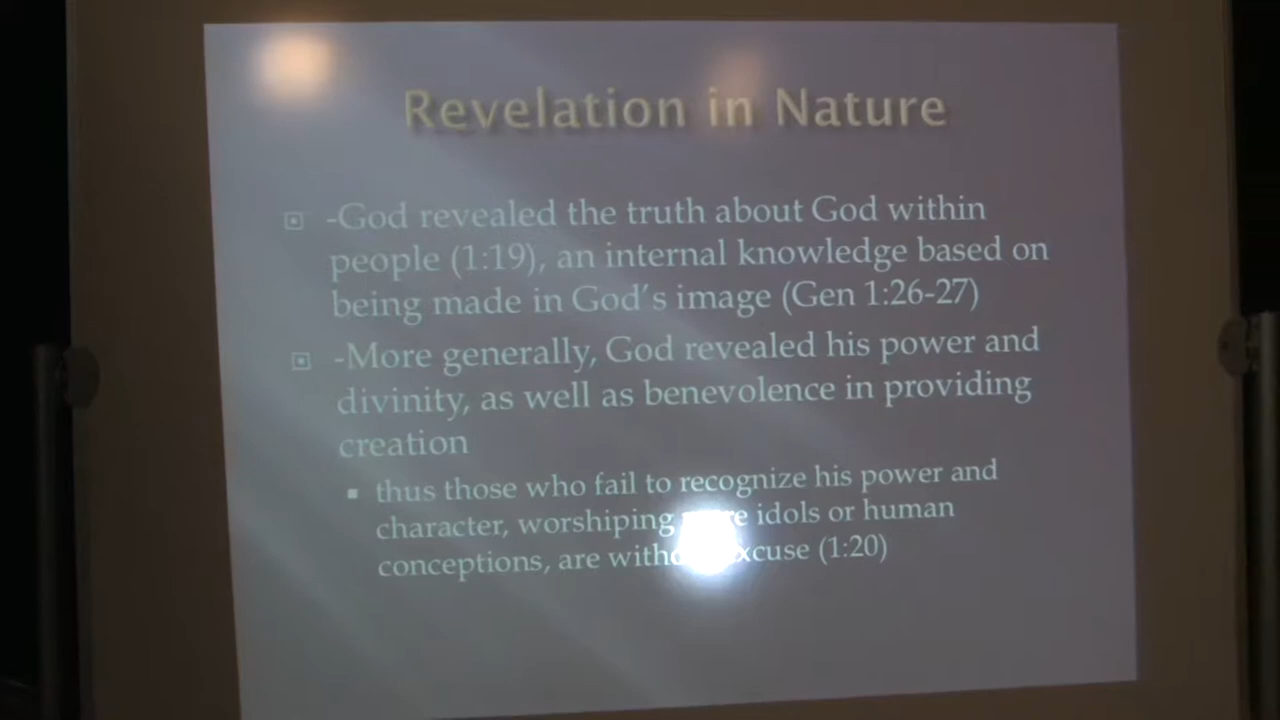 Revelation in Nature
-God revealed the truth about God within
people (1:19), an internal knowledge based on
being made in God's image (Gen 1:26-27)
-More generally, God revealed his power and
divinity, as well as benevolence in providing
creation
thus those who fail to recognize his power and
character, worshiping idols or human
conceptions, are without excuse (1:20)